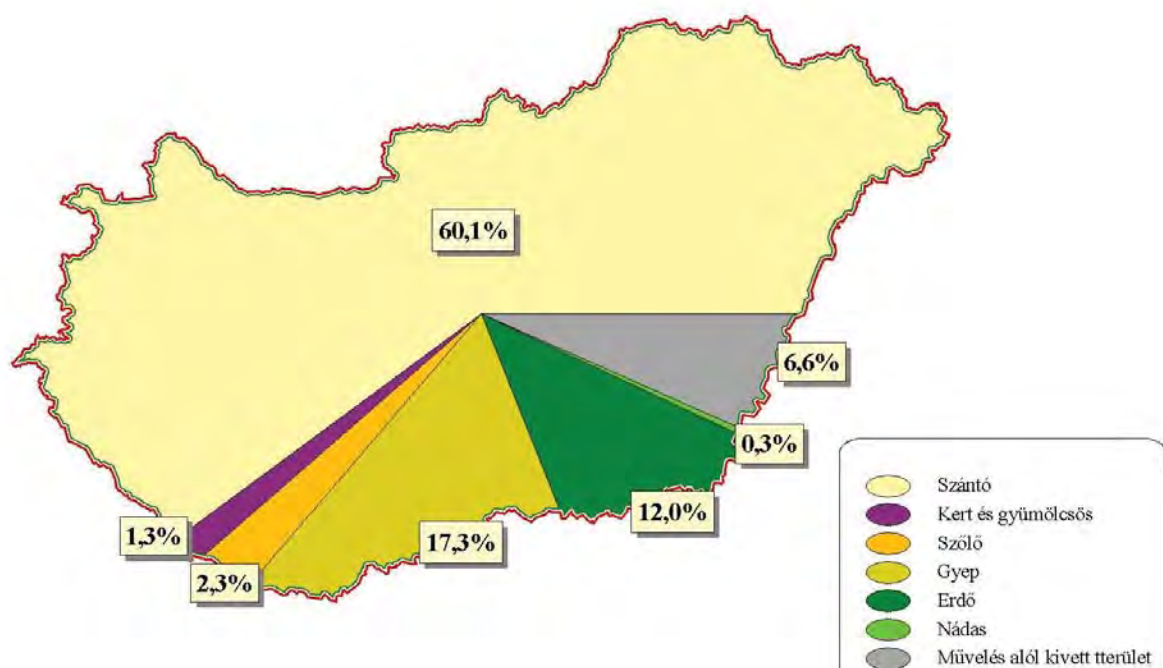 60,1%
6,6%
0,3%
12,0%
17,3%
1,3%
2,3%
Szántó
Kert és gyümölcsös
Szőlő
Gyep
Erdő
Nádas
Művelés alól kivett tterület